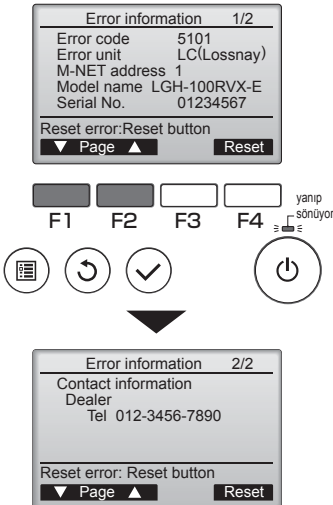 Error information 1/2
Error code 5101
Error unit LC(Lossnay)
M-NET address 1
Model name LGH-100RVX-E
Serial No. 01234567
Reset error:Reset button
▼ Page ▲ Reset
F1 F2 F3 F4
yanıp
sönüyor
Error information 2/2
Contact information
Dealer
Tel 012-3456-7890
Reset error: Reset button
▼ Page ▲ Reset